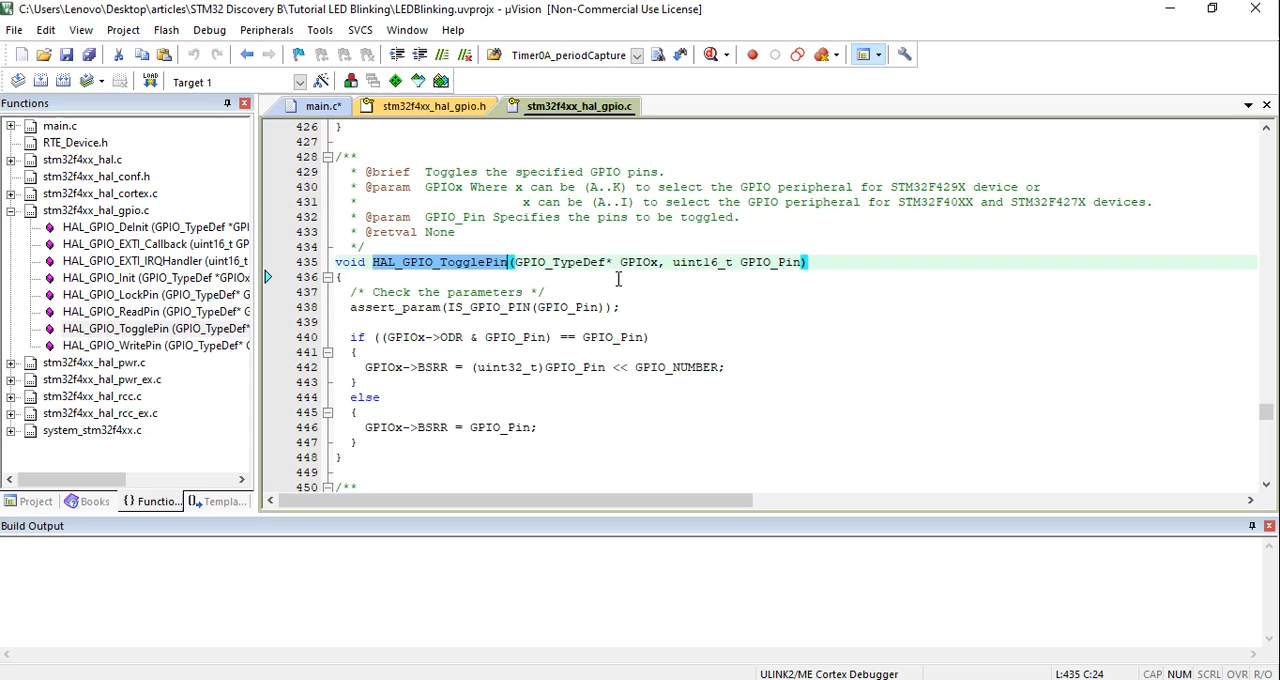 C:\Users\Lenovo\Desktop\articles\STM32 Discovery B\Tutorial LED Blinking\LEDBlinking.uvprojx - µVision [Non-Commercial Use License]
File Edit View Project Flash Debug Peripherals Tools SVCS Window Help
Timer0A_periodCapture
LOAD Target 1
Functions
main.c* stm32f4xx_hal_gpio.h stm32f4xx_hal_gpio.c
main.c
RTE_Device.h
stm32f4xx_hal.c
stm32f4xx_hal_conf.h
stm32f4xx_hal_cortex.c
stm32f4xx_hal_gpio.c
HAL_GPIO_DeInit (GPIO_TypeDef *GP
HAL_GPIO_EXTI_Callback (uint16_t GP
HAL_GPIO_EXTI_IRQHandler (uint16_t
HAL_GPIO_Init (GPIO_TypeDef *GPIOx
HAL_GPIO_LockPin (GPIO_TypeDef*
HAL_GPIO_ReadPin (GPIO_TypeDef*
HAL_GPIO_TogglePin (GPIO_TypeDef*
HAL_GPIO_WritePin (GPIO_TypeDef*
stm32f4xx_hal_pwr.c
stm32f4xx_hal_pwr_ex.c
stm32f4xx_hal_rcc.c
stm32f4xx_hal_rcc_ex.c
system_stm32f4xx.c
Project Books {} Functio... Templa...
426 }
427
428 /**
429 * @brief Toggles the specified GPIO pins.
430 * @param GPIOx Where x can be (A..K) to select the GPIO peripheral for STM32F429X device or
431 * x can be (A..I) to select the GPIO peripheral for STM32F40XX and STM32F427X devices.
432 * @param GPIO_Pin Specifies the pins to be toggled.
433 * @retval None
434 */
435 void HAL_GPIO_TogglePin(GPIO_TypeDef* GPIOx, uint16_t GPIO_Pin)
436 {
437 /* Check the parameters */
438 assert_param(IS_GPIO_PIN(GPIO_Pin));
439
440 if ((GPIOx->ODR & GPIO_Pin) == GPIO_Pin)
441 {
442 GPIOx->BSRR = (uint32_t)GPIO_Pin << GPIO_NUMBER;
443 }
444 else
445 {
446 GPIOx->BSRR = GPIO_Pin;
447 }
448 }
449
450 /**
Build Output
ULINK2/ME Cortex Debugger L:435 C:24 CAP NUM SCRL OVR R/O